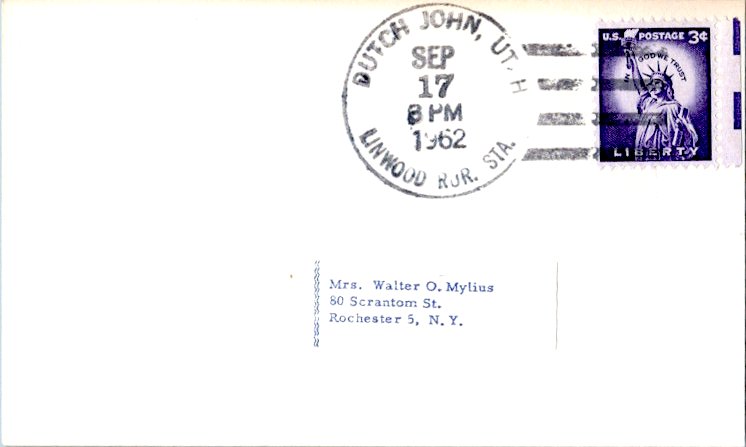 DUTCH JOHN, UTAH
SEP
17
6 PM
1962
LINWOOD RUR. STA.
U.S. POSTAGE 3¢
IN GOD WE TRUST
LIBERTY
Mrs. Walter O. Mylius
80 Scrantom St.
Rochester 5, N. Y.